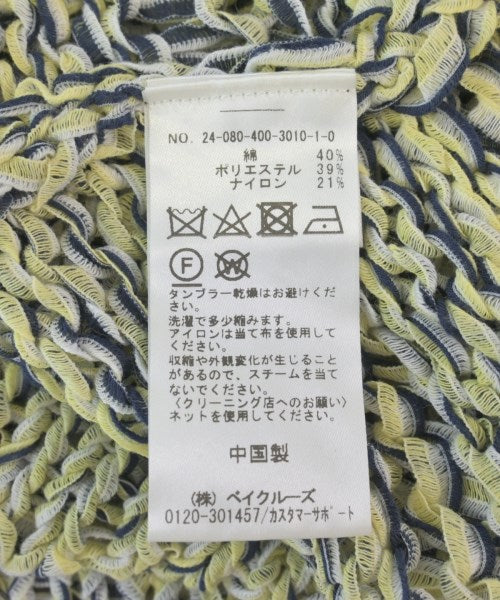 NO. 24-080-400-3010-1-0
綿 40%
ポリエステル 39%
ナイロン 21%
F W
タンブラー乾燥はお避けくだ
さい。
洗濯で多少縮みます。
アイロンは当て布を使用して
ください。
収縮や外観変化が生じること
があるので、スチームを当て
ないでください。
〈クリーニング店へのお願い〉
ネットを使用してください。
中国製
(株) ベイクルーズ
0120-301457/カスタマーサポート